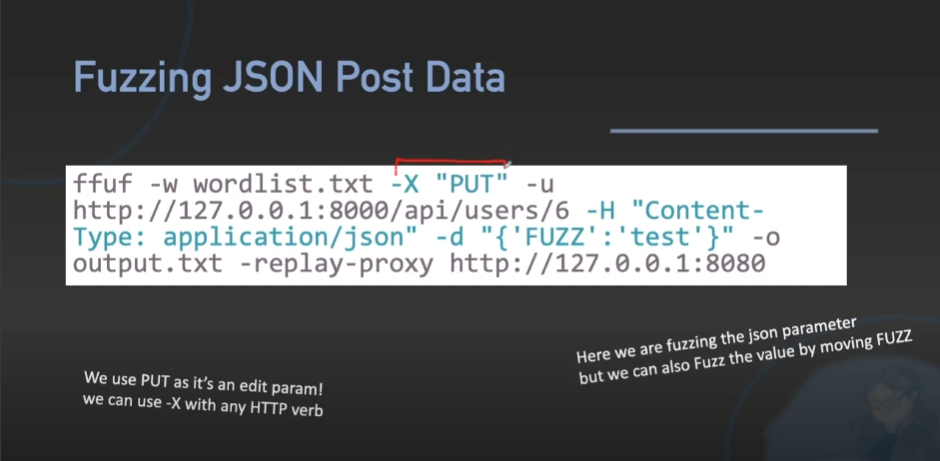 Fuzzing JSON Post Data
ffuf -w wordlist.txt -X "PUT" -u
http://127.0.0.1:8000/api/users/6 -H "Content-
Type: application/json" -d "{'FUZZ':'test'}" -o
output.txt -replay-proxy http://127.0.0.1:8080
Here we are fuzzing the json parameter
but we can also Fuzz the value by moving FUZZ
We use PUT as it's an edit param!
we can use -X with any HTTP verb